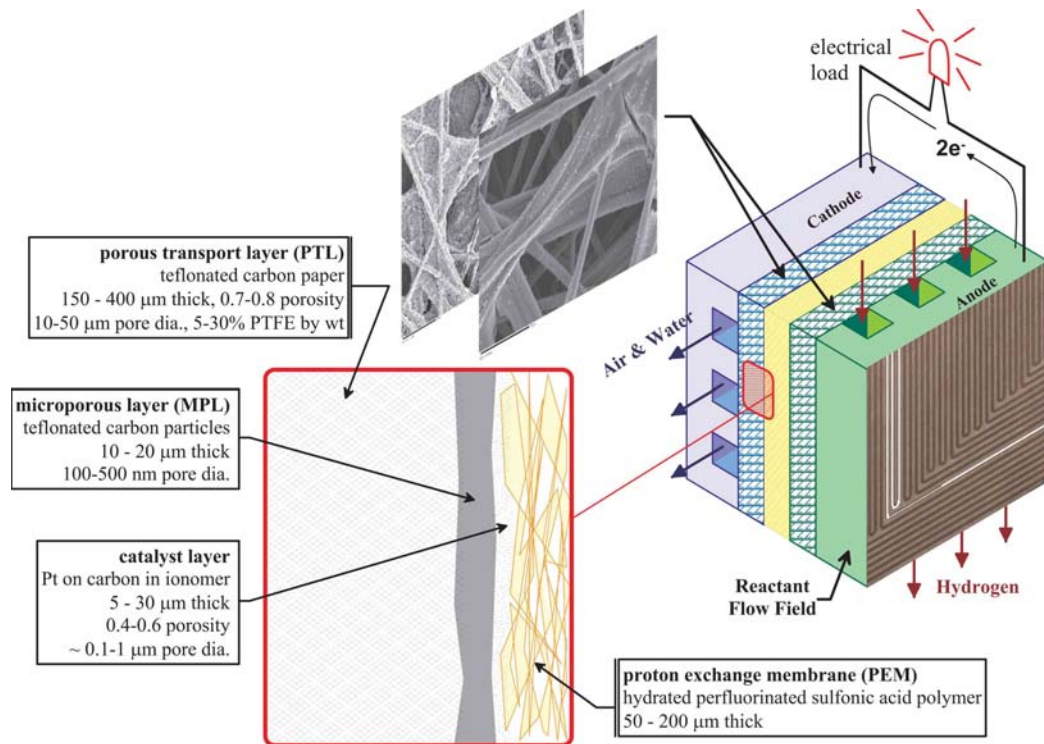 electrical
load
2e-
Cathode
Anode
Air & Water
Reactant
Flow Field
Hydrogen
porous transport layer (PTL)
teflonated carbon paper
150 - 400 μm thick, 0.7-0.8 porosity
10-50 μm pore dia., 5-30% PTFE by wt
microporous layer (MPL)
teflonated carbon particles
10 - 20 μm thick
100-500 nm pore dia.
catalyst layer
Pt on carbon in ionomer
5 - 30 μm thick
0.4-0.6 porosity
~ 0.1-1 μm pore dia.
proton exchange membrane (PEM)
hydrated perfluorinated sulfonic acid polymer
50 - 200 μm thick